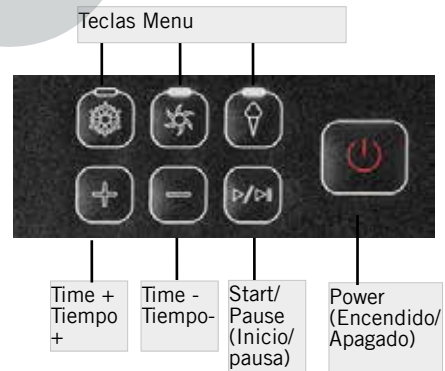 Teclas Menu
Time +
Tiempo
+
Time -
Tiempo-
Start/
Pause
(Inicio/
pausa)
Power
(Encendido/
Apagado)